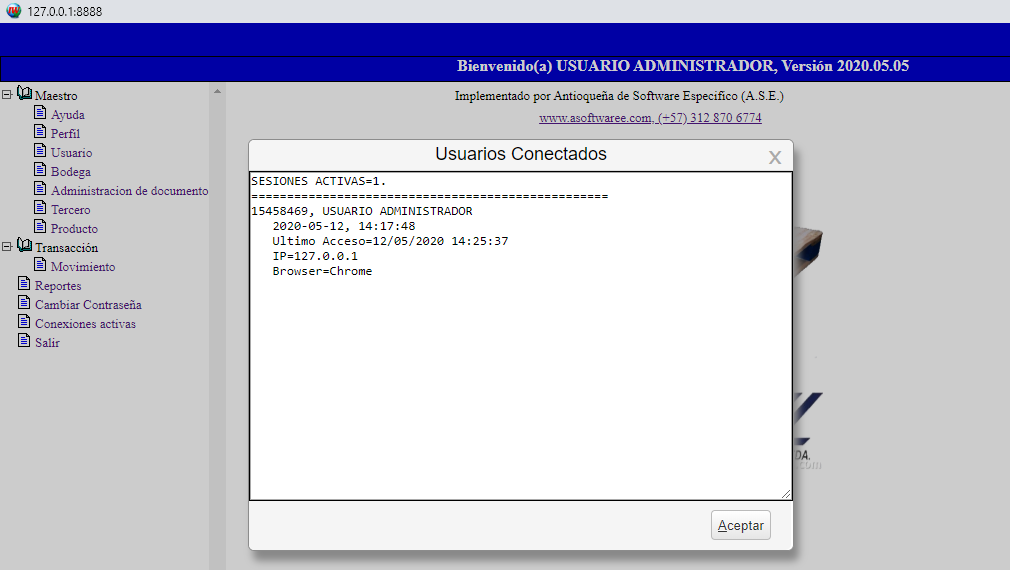 127.0.0.1:8888
Bienvenido(a) USUARIO ADMINISTRADOR, Versión 2020.05.05
Implementado por Antioqueña de Software Especifico (A.S.E.)
www.asoftwaree.com, (+57) 312 870 6774
Maestro
Ayuda
Perfil
Usuario
Bodega
Administracion de documento
Tercero
Producto
Transacción
Movimiento
Reportes
Cambiar Contraseña
Conexiones activas
Salir
Usuarios Conectados
X
SESIONES ACTIVAS=1.
==================================================
15458469, USUARIO ADMINISTRADOR
2020-05-12, 14:17:48
Ultimo Acceso=12/05/2020 14:25:37
IP=127.0.0.1
Browser=Chrome
Aceptar
DA.
com